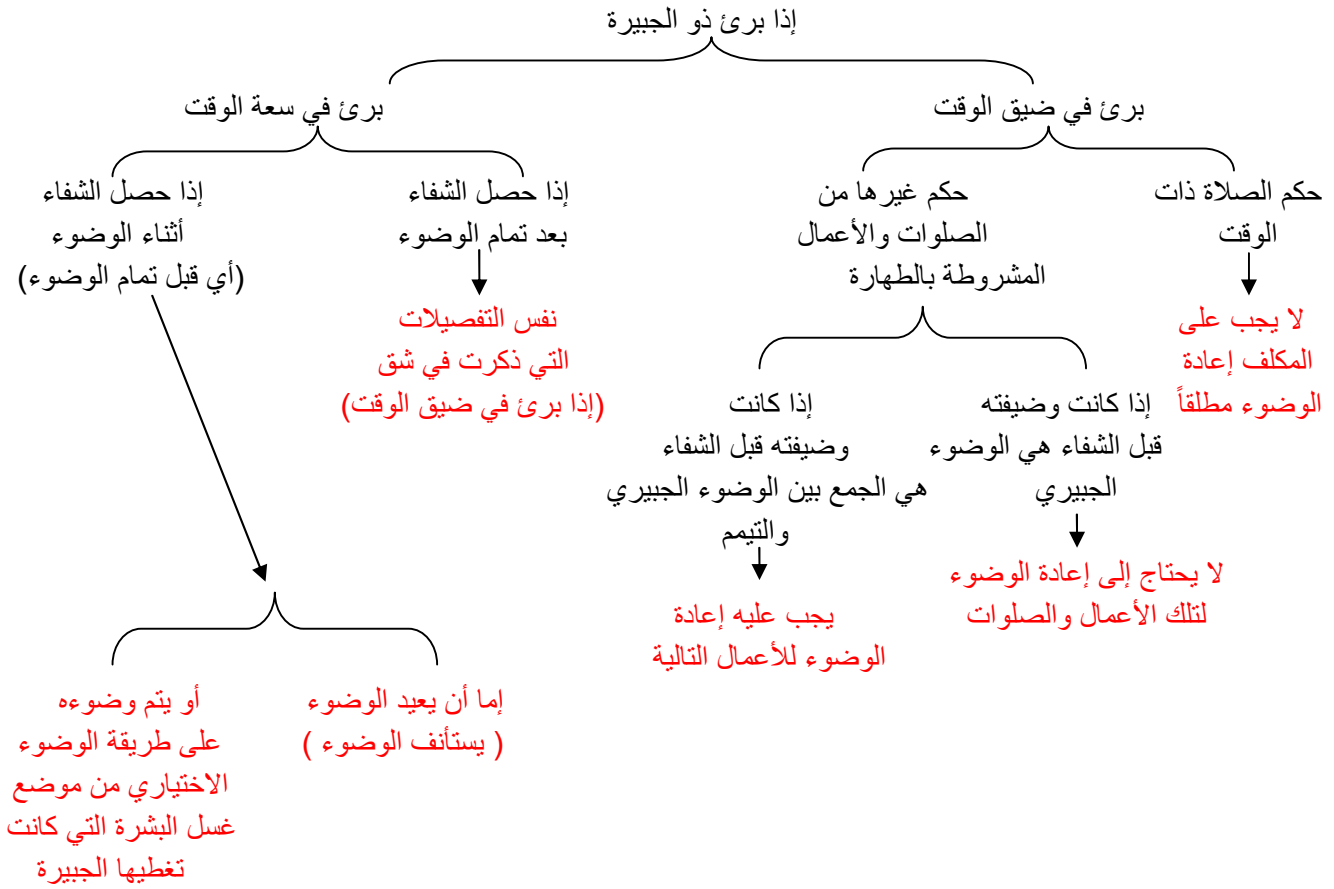 إذا برئ ذو الجبيرة
برئ في ضيق الوقت
برئ في سعة الوقت
حكم الصلاة ذات
الوقت
لا يجب على
المكلف إعادة
الوضوء مطلقاً
حكم غيرها من
الصلوات والأعمال
المشروطة بالطهارة
إذا كانت وضيفته
قبل الشفاء هي الوضوء
الجبيري
لا يحتاج إلى إعادة الوضوء
لتلك الأعمال والصلوات
إذا كانت
وضيفته قبل الشفاء
هي الجمع بين الوضوء الجبيري
والتيمم
يجب عليه إعادة
الوضوء للأعمال التالية
إذا حصل الشفاء
بعد تمام الوضوء
نفس التفصيلات
التي ذكرت في شق
(إذا برئ في ضيق الوقت)
إذا حصل الشفاء
أثناء الوضوء
(أي قبل تمام الوضوء)
إما أن يعيد الوضوء
( يستأنف الوضوء )
أو يتم وضوءه
على طريقة الوضوء
الاختياري من موضع
غسل البشرة التي كانت
تغطيها الجبيرة